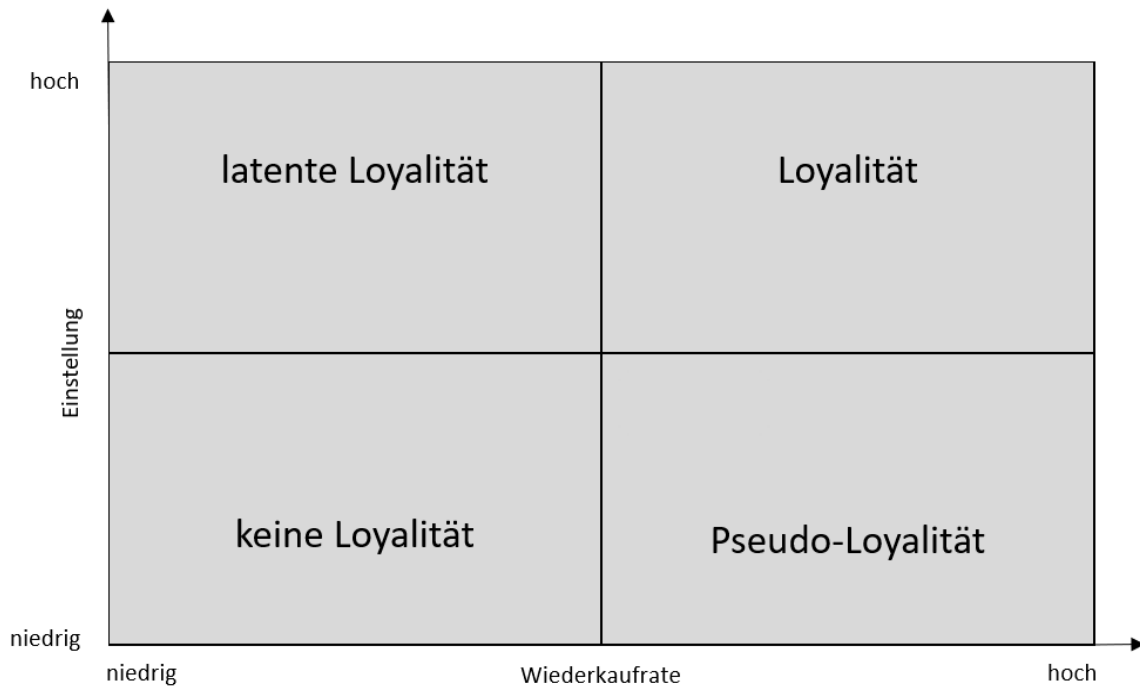 hoch
latente Loyalität
Loyalität
Einstellung
keine Loyalität
Pseudo-Loyalität
niedrig
niedrig
Wiederkaufrate
hoch